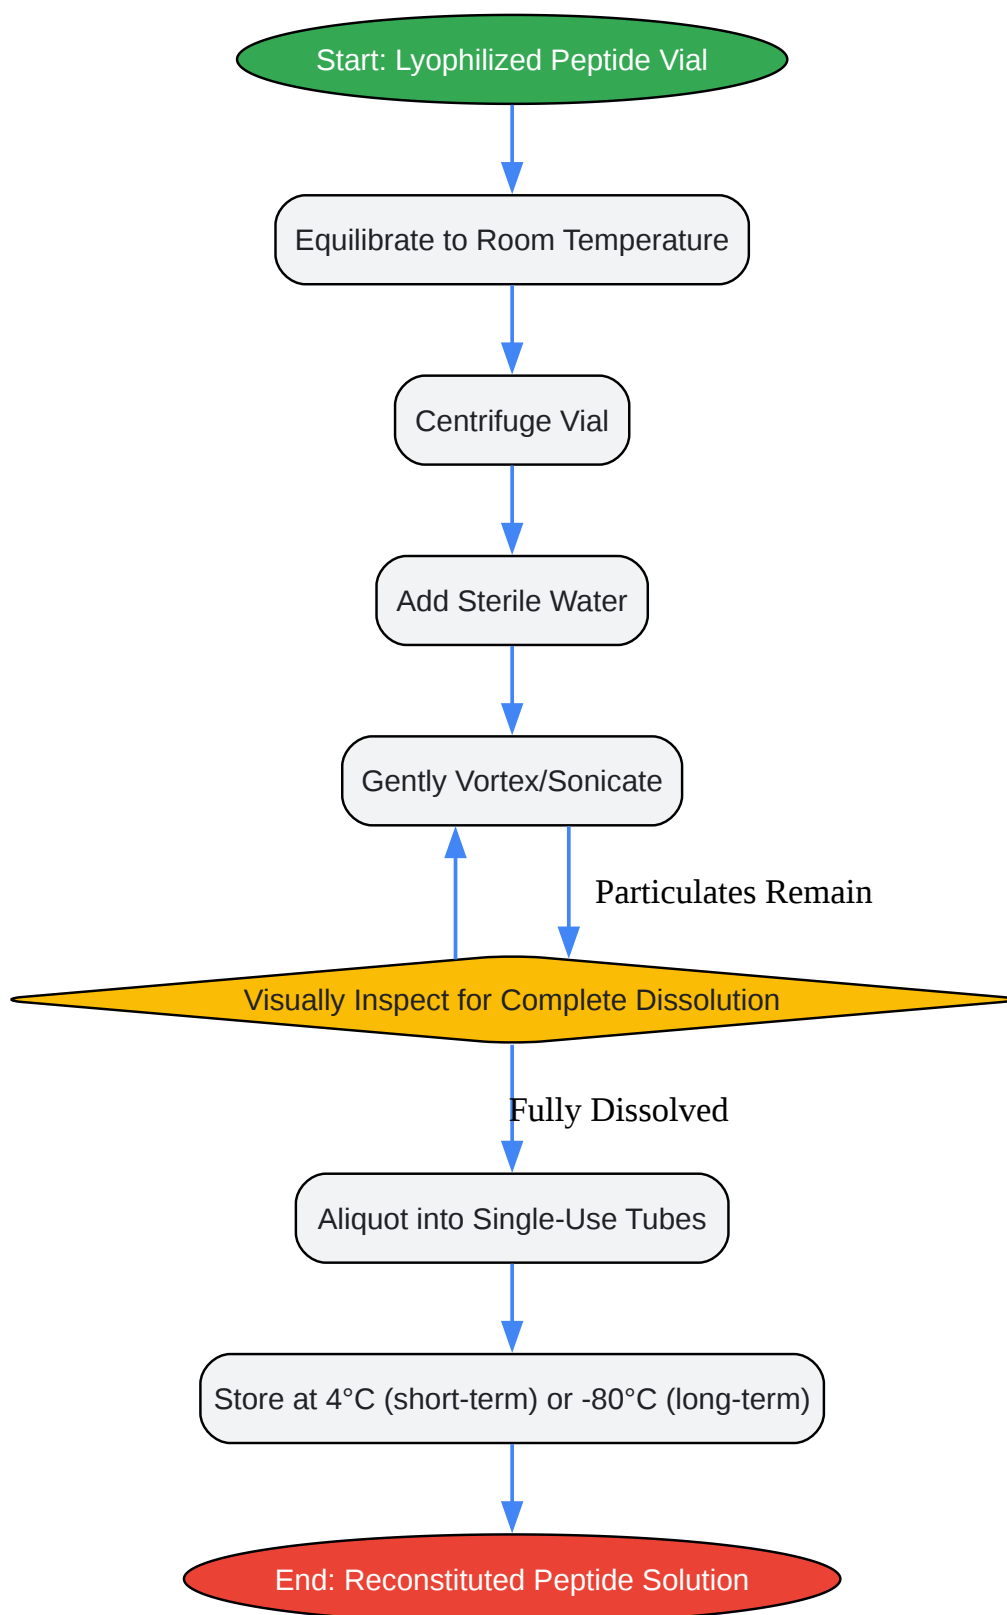 Start: Lyophilized Peptide Vial
Equilibrate to Room Temperature
Centrifuge Vial
Add Sterile Water
Gently Vortex/Sonicate
Particulates Remain
Visually Inspect for Complete Dissolution
Fully Dissolved
Aliquot into Single-Use Tubes
Store at 4°C (short-term) or -80°C (long-term)
End: Reconstituted Peptide Solution